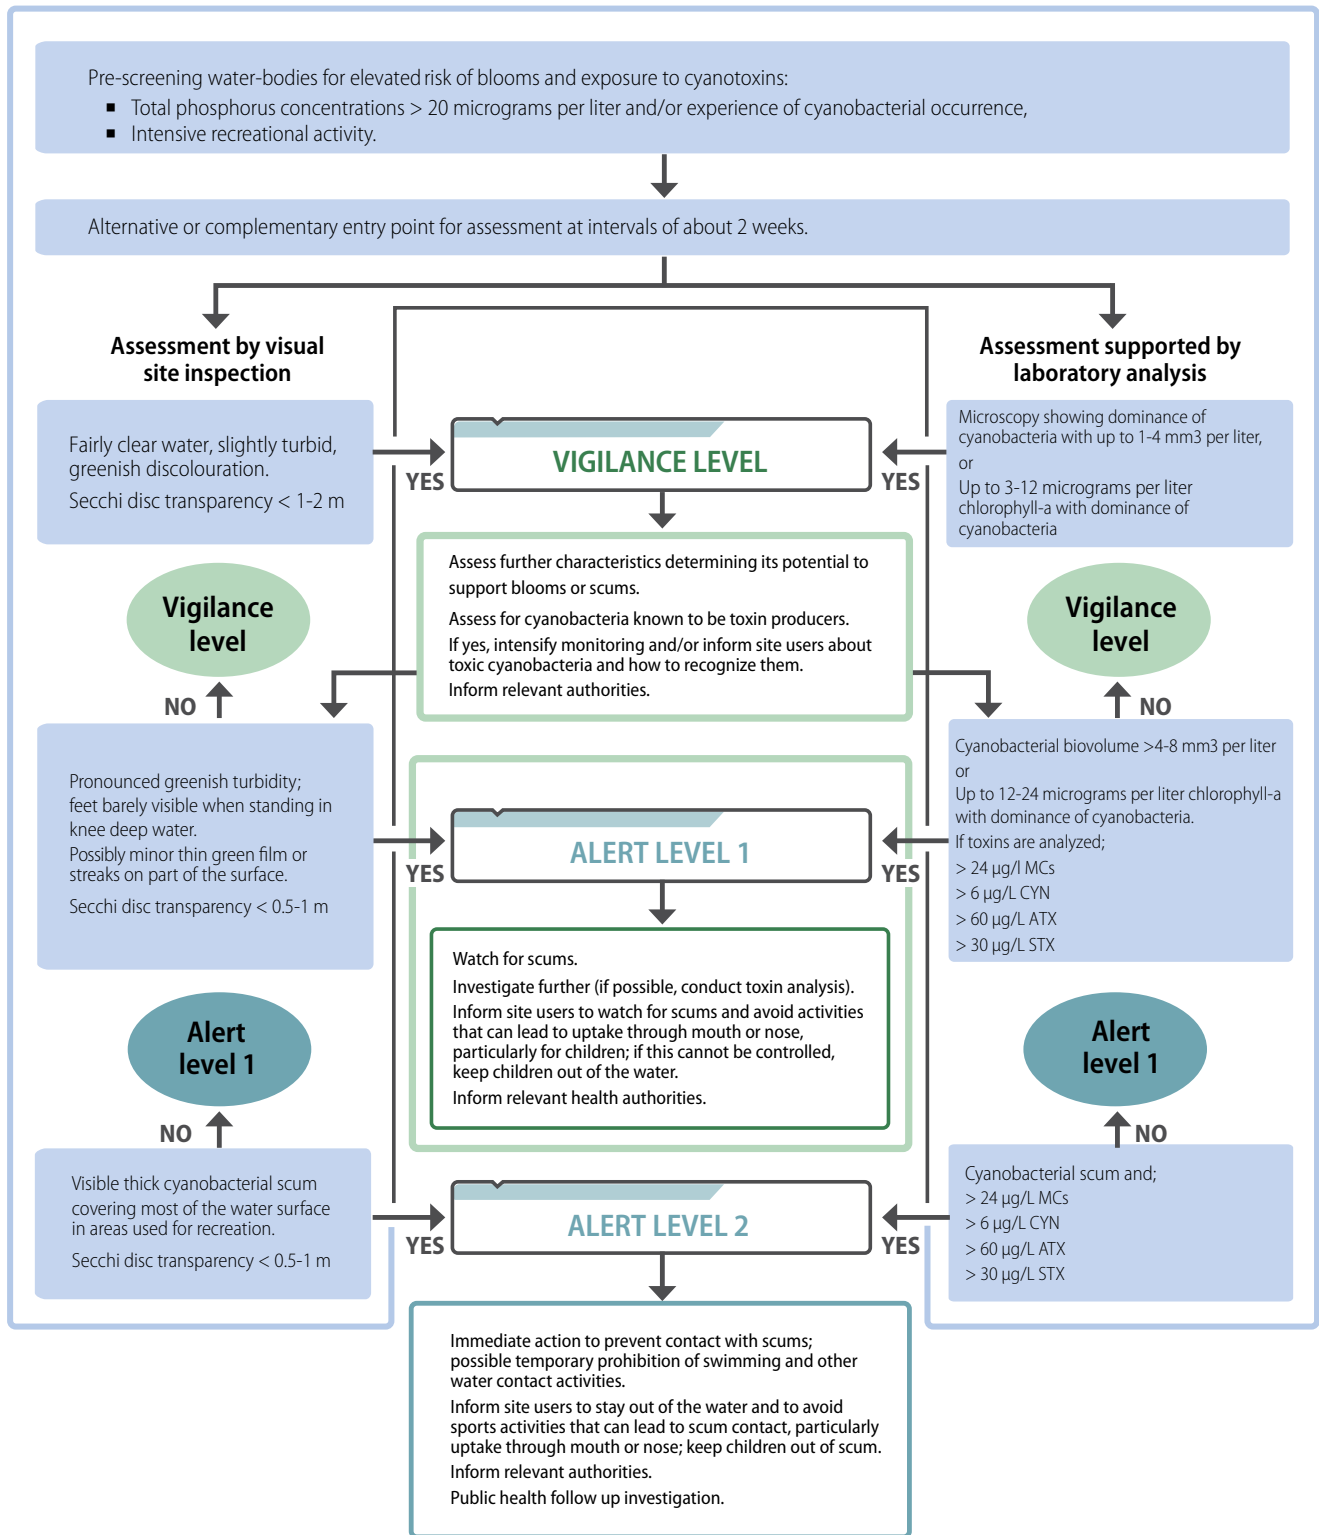 Pre-screening water-bodies for elevated risk of blooms and exposure to cyanotoxins:
■ Total phosphorus concentrations > 20 micrograms per liter and/or experience of cyanobacterial occurrence,
■ Intensive recreational activity.
Alternative or complementary entry point for assessment at intervals of about 2 weeks.
Assessment by visual
site inspection
Assessment supported by
laboratory analysis
Fairly clear water, slightly turbid,
greenish discolouration.
Secchi disc transparency < 1-2 m
YES
VIGILANCE LEVEL
YES
Microscopy showing dominance of
cyanobacteria with up to 1-4 mm3 per liter,
or
Up to 3-12 micrograms per liter
chlorophyll-a with dominance of
cyanobacteria
Assess further characteristics determining its potential to
support blooms or scums.
Assess for cyanobacteria known to be toxin producers.
If yes, intensify monitoring and/or inform site users about
toxic cyanobacteria and how to recognize them.
Inform relevant authorities.
Vigilance
level
NO
Vigilance
level
NO
Pronounced greenish turbidity;
feet barely visible when standing in
knee deep water.
Possibly minor thin green film or
streaks on part of the surface.
Secchi disc transparency < 0.5-1 m
YES
ALERT LEVEL 1
YES
Cyanobacterial biovolume >4-8 mm3 per liter
or
Up to 12-24 micrograms per liter chlorophyll-a
with dominance of cyanobacteria.
If toxins are analyzed;
> 24 µg/l MCs
> 6 µg/L CYN
> 60 µg/L ATX
> 30 µg/L STX
Watch for scums.
Investigate further (if possible, conduct toxin analysis).
Inform site users to watch for scums and avoid activities
that can lead to uptake through mouth or nose,
particularly for children; if this cannot be controlled,
keep children out of the water.
Inform relevant health authorities.
Alert
level 1
NO
Alert
level 1
NO
Visible thick cyanobacterial scum
covering most of the water surface
in areas used for recreation.
Secchi disc transparency < 0.5-1 m
YES
ALERT LEVEL 2
YES
Cyanobacterial scum and;
> 24 µg/L MCs
> 6 µg/L CYN
> 60 µg/L ATX
> 30 µg/L STX
Immediate action to prevent contact with scums;
possible temporary prohibition of swimming and other
water contact activities.
Inform site users to stay out of the water and to avoid
sports activities that can lead to scum contact, particularly
uptake through mouth or nose; keep children out of scum.
Inform relevant authorities.
Public health follow up investigation.